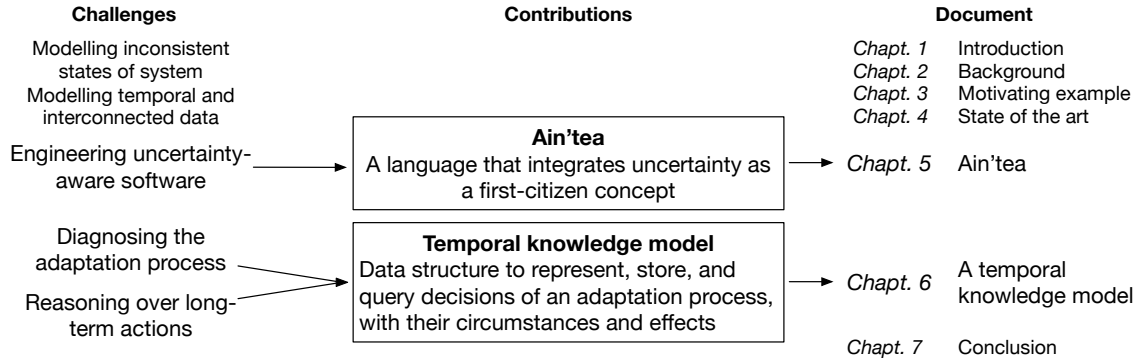 Challenges
Modelling inconsistent
states of system
Modelling temporal and
interconnected data
Engineering uncertainty-
aware software
Diagnosing the
adaptation process
Reasoning over long-
term actions
Contributions
Ain'tea
A language that integrates uncertainty as
a first-citizen concept
Temporal knowledge model
Data structure to represent, store, and
query decisions of an adaptation process,
with their circumstances and effects
Document
Chapt. 1 Introduction
Chapt. 2 Background
Chapt. 3 Motivating example
Chapt. 4 State of the art
Chapt. 5 Ain'tea
Chapt. 6 A temporal
knowledge model
Chapt. 7 Conclusion